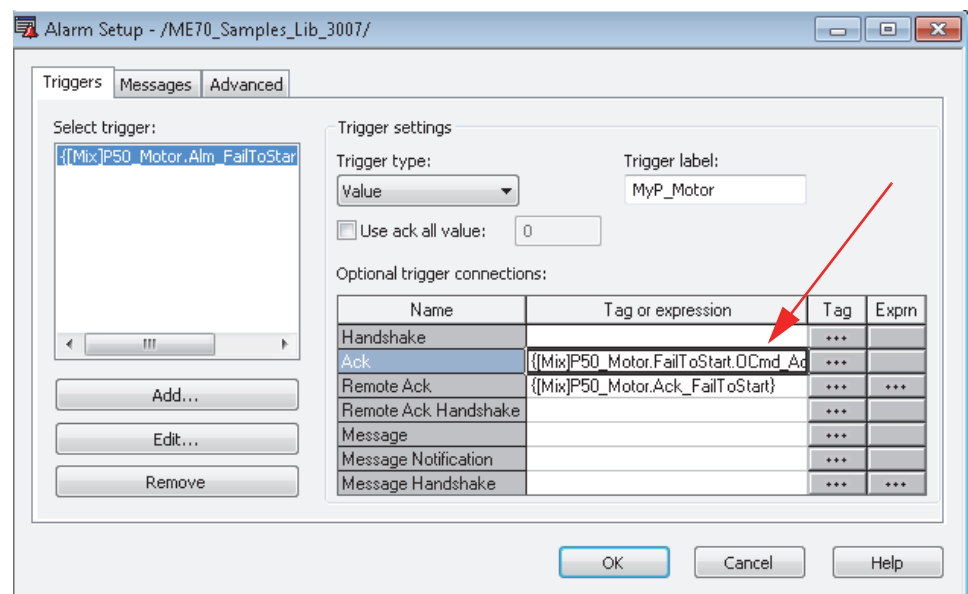 Alarm Setup - /ME70_Samples_Lib_3007/
Triggers Messages Advanced
Select trigger:
{[Mix]P50_Motor.Alm_FailToStar
Add...
Edit...
Remove
Trigger settings
Trigger type:
Value
Trigger label:
MyP_Motor
Use ack all value: 0
Optional trigger connections:
Name Tag or expression Tag Exprn
Handshake ...
Ack {[Mix]P50_Motor.FailToStart.OCmd_Ac ...
Remote Ack {[Mix]P50_Motor.Ack_FailToStart} ... ...
Remote Ack Handshake ...
Message ...
Message Notification ...
Message Handshake ... ...
OK Cancel Help